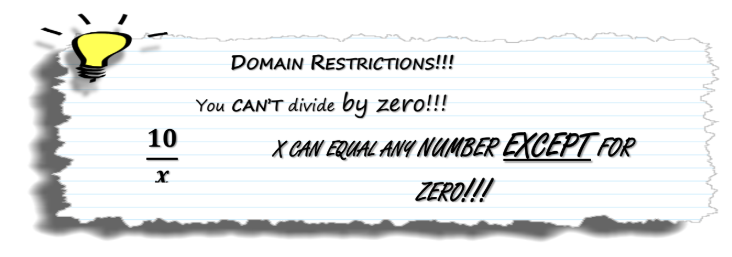 DOMAIN RESTRICTIONS!!!
You CAN'T divide by zero!!!
10
x
X CAN EQUAL ANY NUMBER EXCEPT FOR
ZERO!!!